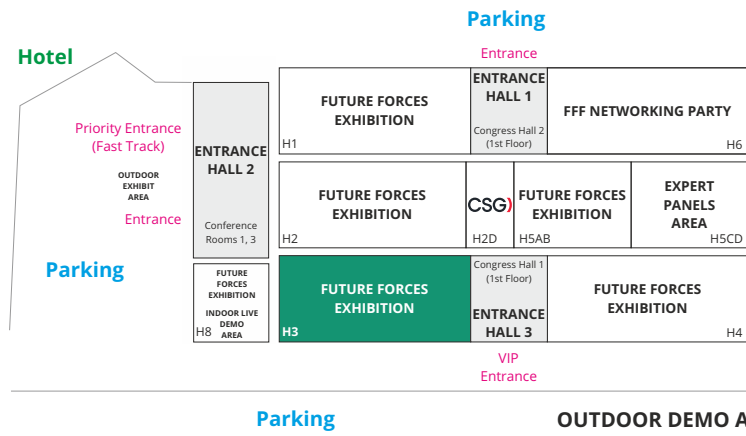 Parking
Hotel
Entrance
FUTURE FORCES
EXHIBITION
H1
ENTRANCE
HALL 1
Congress Hall 2
(1st Floor)
FFF NETWORKING PARTY
H6
Priority Entrance
(Fast Track)
OUTDOOR
EXHIBIT
AREA
Entrance
Parking
ENTRANCE
HALL 2
Conference
Rooms 1, 3
FUTURE FORCES
EXHIBITION
H2
CSG
H2D
FUTURE FORCES
EXHIBITION
H5AB
EXPERT
PANELS
AREA
H5CD
FUTURE
FORCES
EXHIBITION
INDOOR LIVE
DEMO
AREA
H8
FUTURE FORCES
EXHIBITION
H3
Congress Hall 1
(1st Floor)
ENTRANCE
HALL 3
FUTURE FORCES
EXHIBITION
H4
VIP
Entrance
Parking
OUTDOOR DEMO A